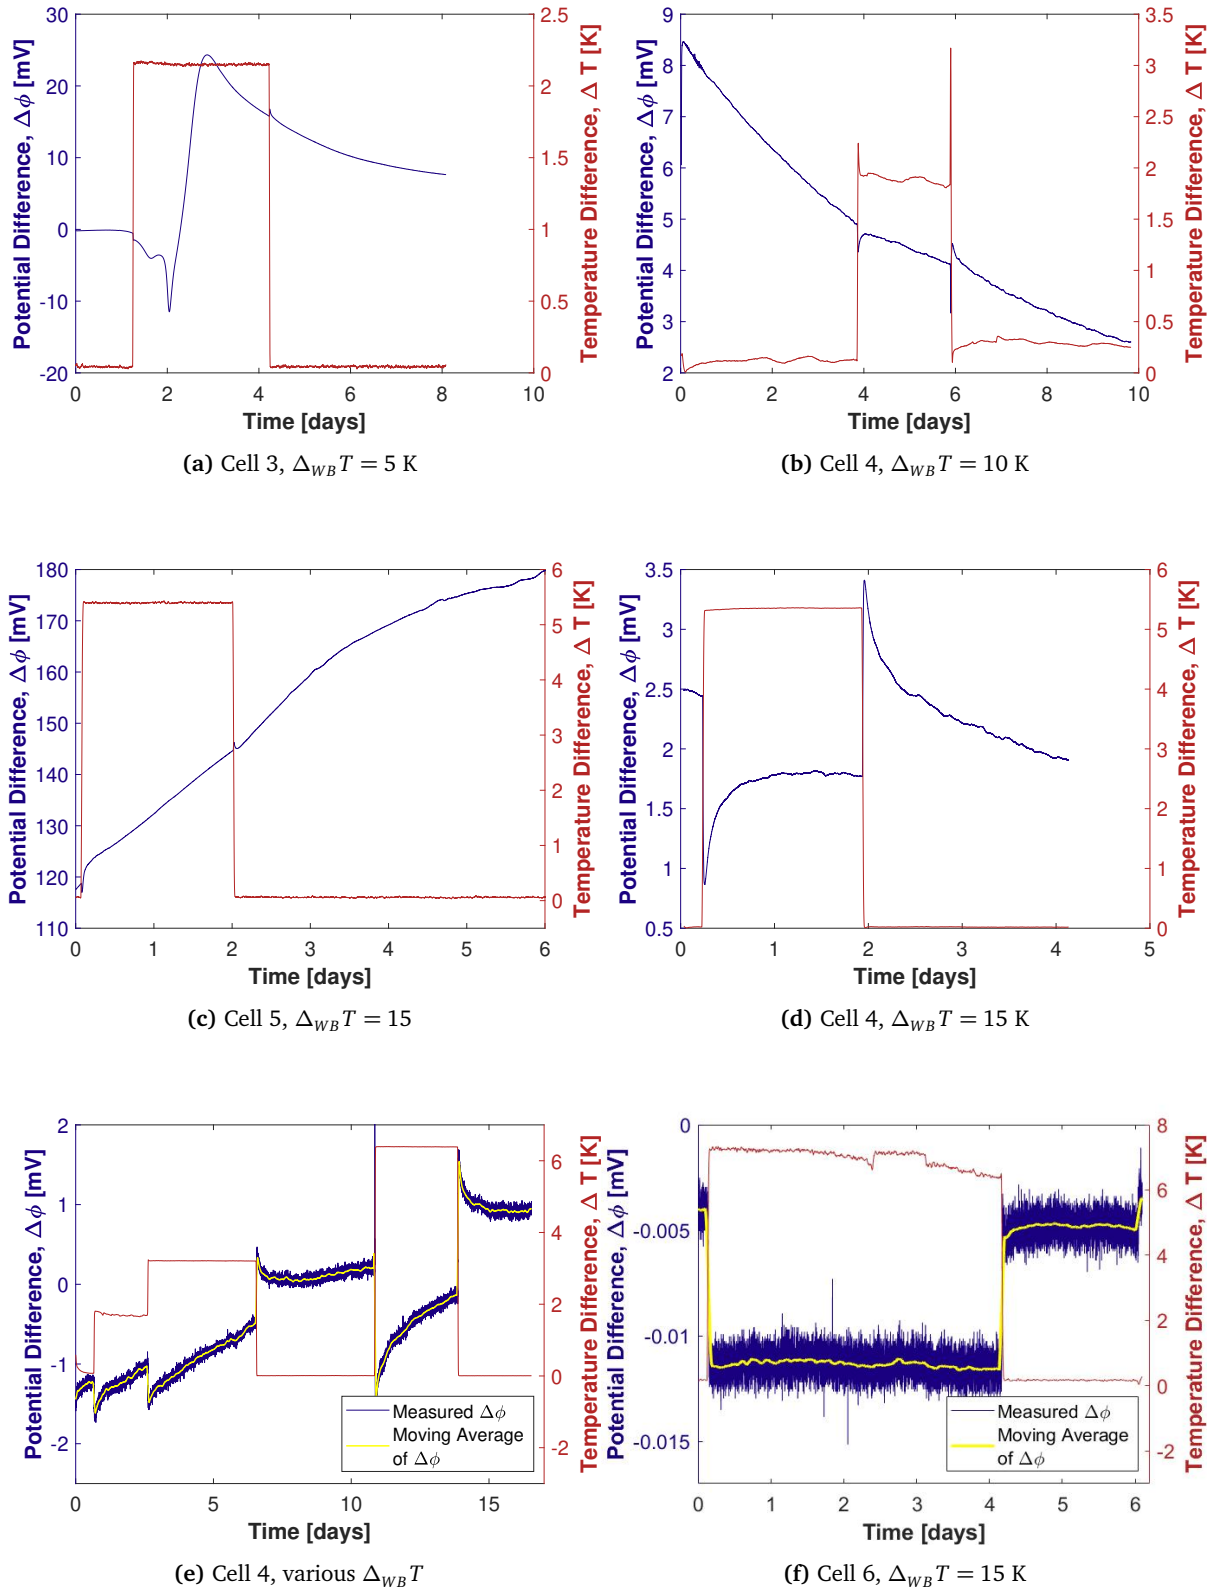 30
20
10
0
-10
-20
Potential Difference, Δϕ [mV]
2.5
2
1.5
1
0.5
0
Temperature Difference, Δ T [K]
0 2 4 6 8 10
Time [days]
(a) Cell 3, Δ_{WB}T = 5 K
9
8
7
6
5
4
3
2
Potential Difference, Δϕ [mV]
3.5
3
2.5
2
1.5
1
0.5
0
Temperature Difference, Δ T [K]
0 2 4 6 8 10
Time [days]
(b) Cell 4, Δ_{WB}T = 10 K
180
170
160
150
140
130
120
110
Potential Difference, Δϕ [mV]
6
5
4
3
2
1
0
Temperature Difference, Δ T [K]
0 1 2 3 4 5 6
Time [days]
(c) Cell 5, Δ_{WB}T = 15
3.5
3
2.5
2
1.5
1
0.5
Potential Difference, Δϕ [mV]
6
5
4
3
2
1
0
Temperature Difference, Δ T [K]
0 1 2 3 4 5
Time [days]
(d) Cell 4, Δ_{WB}T = 15 K
2
1
0
-1
-2
Potential Difference, Δϕ [mV]
6
4
2
0
-2
Temperature Difference, Δ T [K]
Measured Δϕ
Moving Average
of Δϕ
0 5 10 15
Time [days]
(e) Cell 4, various Δ_{WB}T
0
-0.005
-0.01
-0.015
Potential Difference, Δϕ [mV]
8
6
4
2
0
-2
Temperature Difference, Δ T [K]
Measured Δϕ
Moving Average
of Δϕ
0 1 2 3 4 5 6
Time [days]
(f) Cell 6, Δ_{WB}T = 15 K